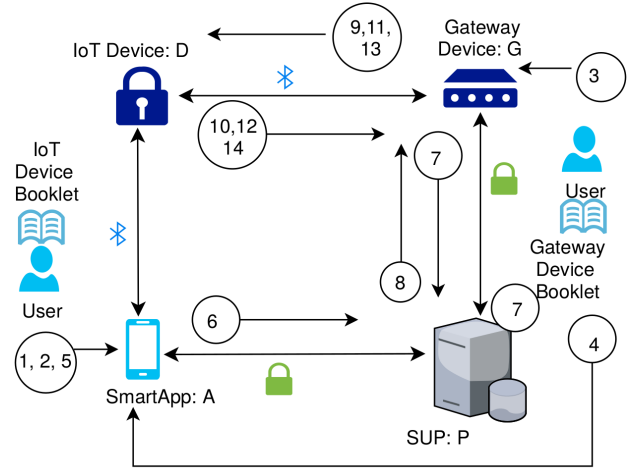 9,11,
13
Gateway
Device: G
IoT Device: D
3
10,12
14
7
IoT
Device
Booklet
User
User
Gateway
Device
Booklet
8
7
6
1, 2, 5
4
SmartApp: A
SUP: P